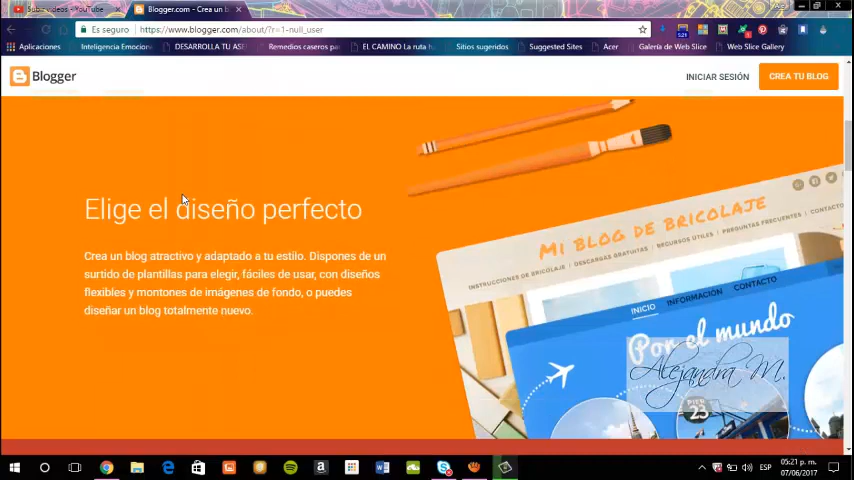 Sube videos - YouTube
Blogger.com - Crea un b
Es seguro
https://www.blogger.com/about/?r=1-null_user
Aplicaciones
Inteligencia Emocion
DESARROLLA TU ASE
Remedios caseros par
EL CAMINO La ruta h
Sitios sugeridos
Suggested Sites
Acer
Galería de Web Slice
Web Slice Gallery
Blogger
INICIAR SESIÓN
CREA TU BLOG
Elige el diseño perfecto
Crea un blog atractivo y adaptado a tu estilo. Dispones de un
surtido de plantillas para elegir, fáciles de usar, con diseños
flexibles y montones de imágenes de fondo, o puedes
diseñar un blog totalmente nuevo.
MI BLOG DE BRICOLAJE
INSTRUCCIONES DE BRICOLAJE | DESCARGAS GRATUITAS | RECURSOS ÚTILES | PREGUNTAS FRECUENTES | CONTACTO
INICIO INFORMACIÓN CONTACTO
Por el mundo
Alejandra M.
PIER
23
ESP
05:21 p. m.
07/06/2017